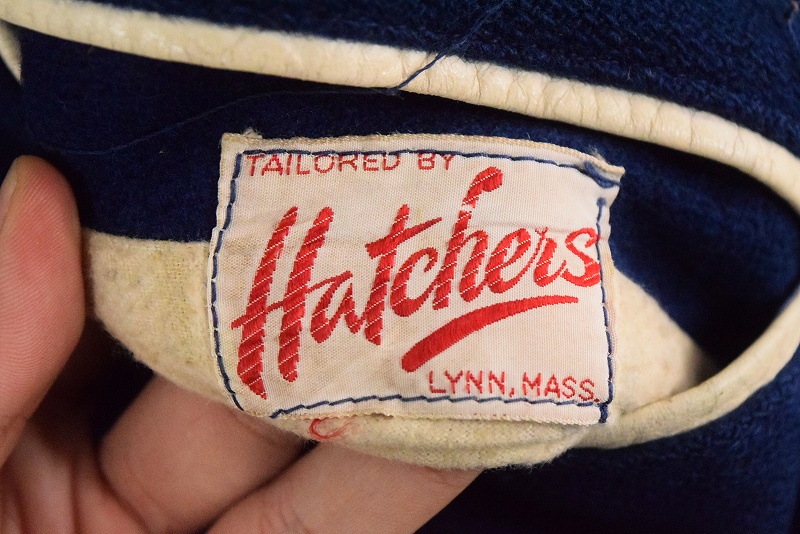 TAILORED BY
Hatchers
LYNN, MASS.